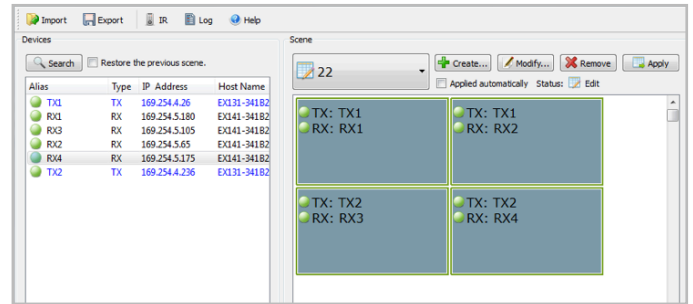 Import Export IR Log Help
Devices
Search Restore the previous scene.
Alias Type IP Address Host Name
TX1 TX 169.254.4.26 EX131-341B2
RX1 RX 169.254.5.180 EX141-341B2
RX3 RX 169.254.5.105 EX141-341B2
RX2 RX 169.254.5.65 EX141-341B2
RX4 RX 169.254.5.175 EX141-341B2
TX2 TX 169.254.4.236 EX131-341B2
Scene
22 Create... Modify... Remove Apply
Applied automatically Status: Edit
TX: TX1
RX: RX1
TX: TX1
RX: RX2
TX: TX2
RX: RX3
TX: TX2
RX: RX4